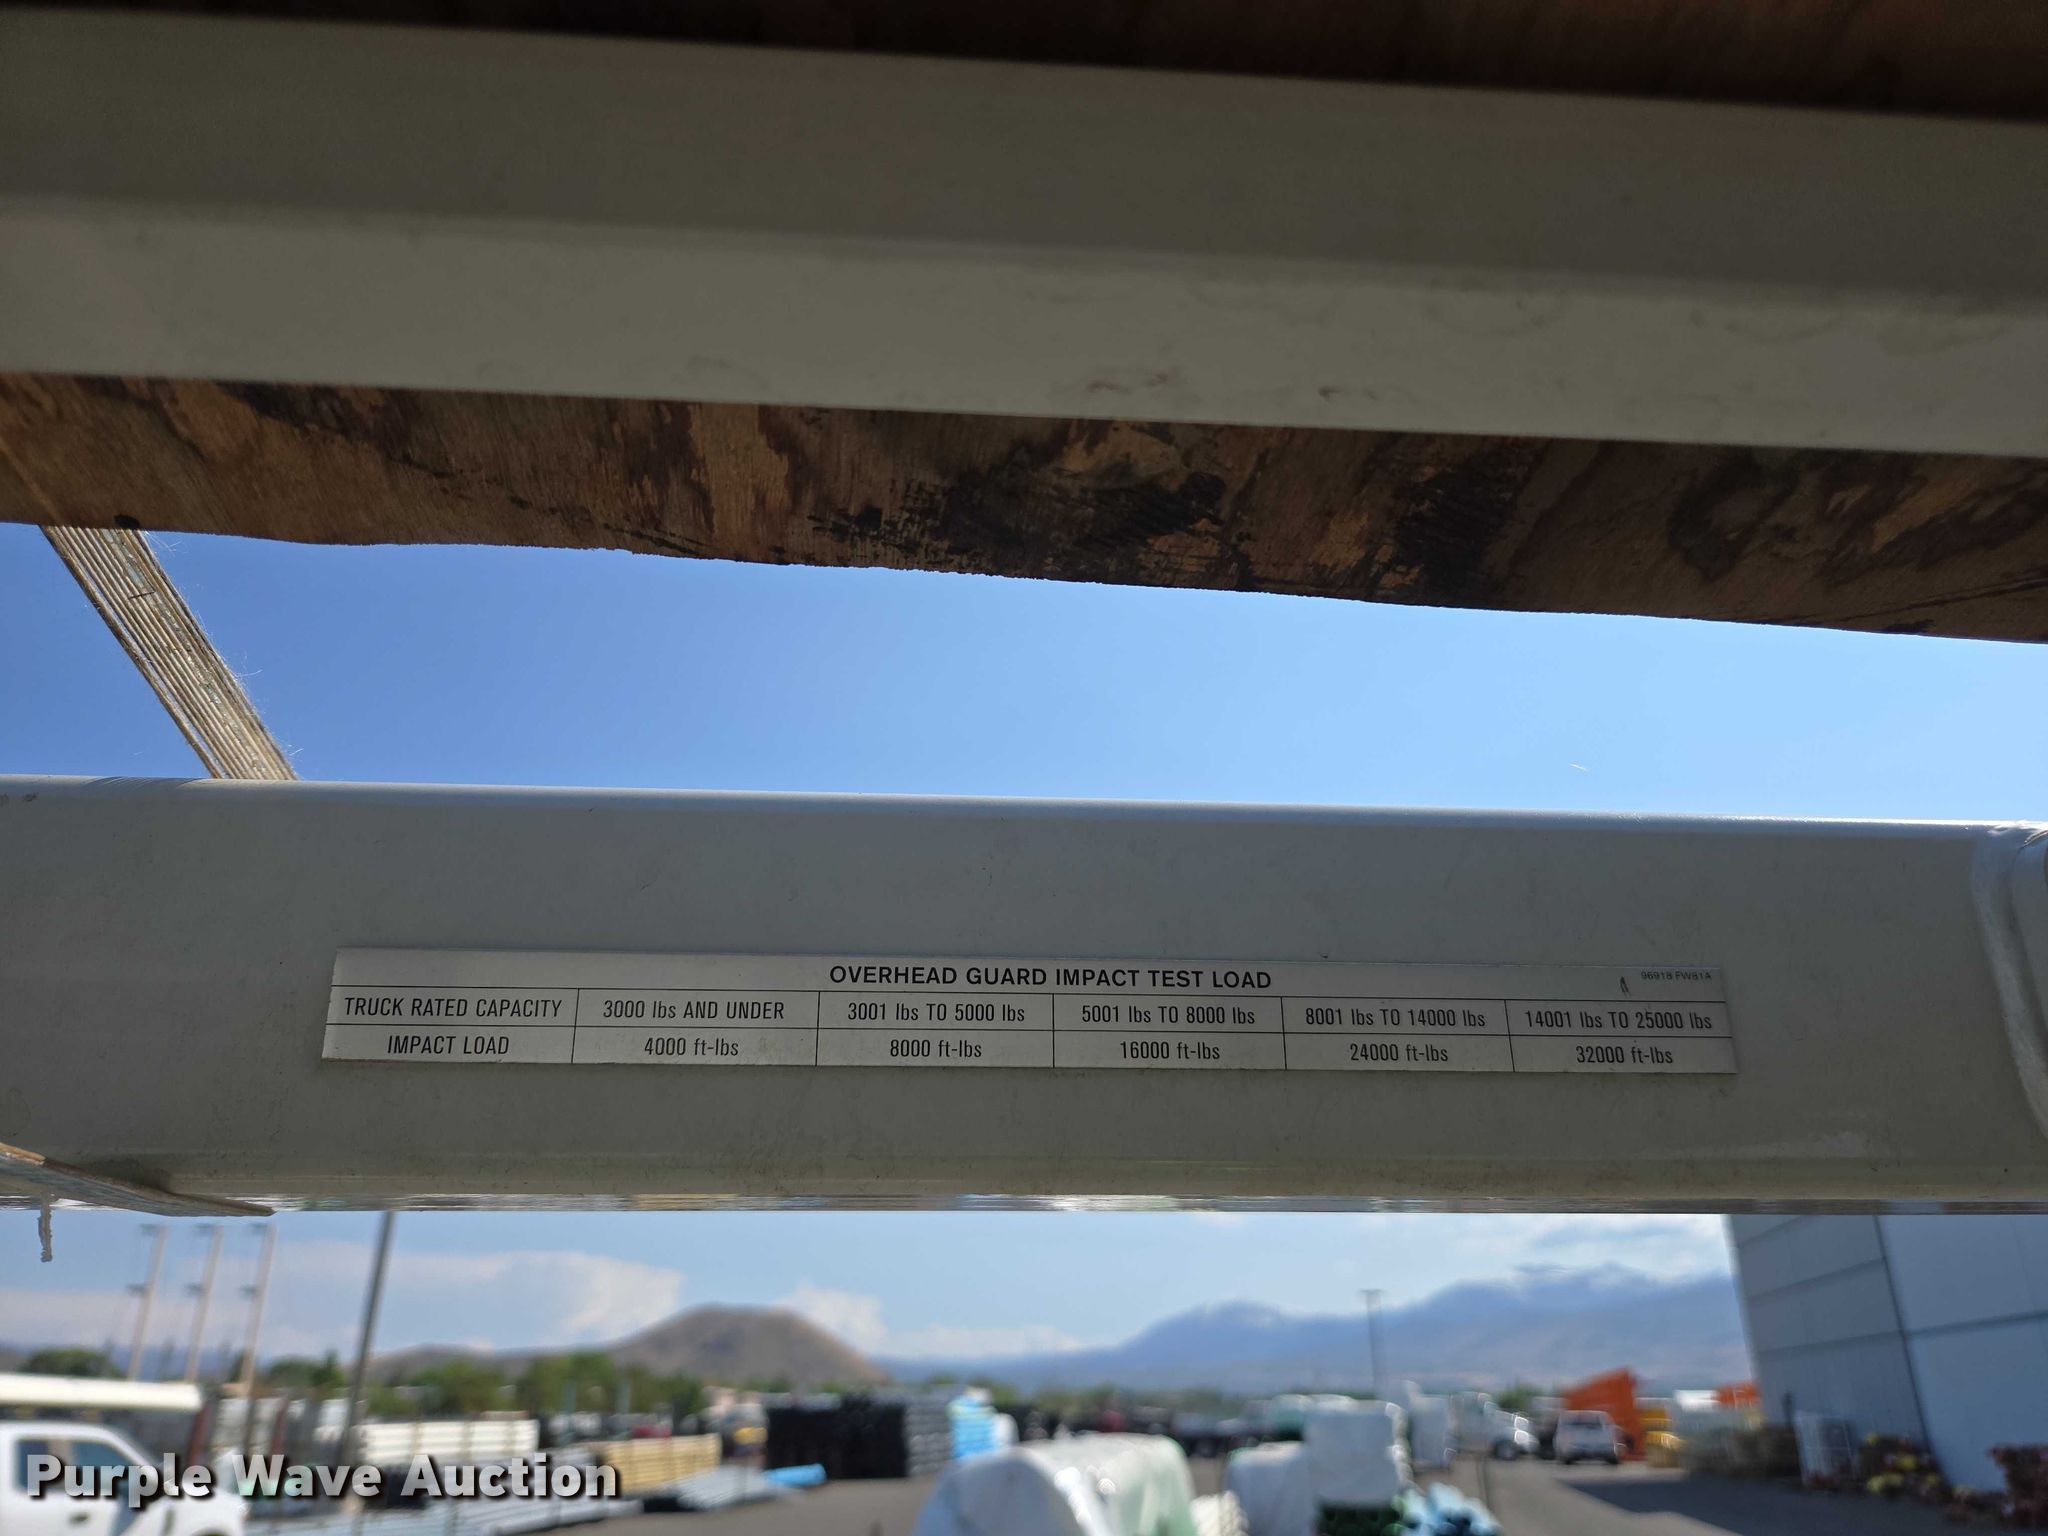 OVERHEAD GUARD IMPACT TEST LOAD 96918 FW81A
TRUCK RATED CAPACITY 3000 lbs AND UNDER 3001 lbs TO 5000 lbs 5001 lbs TO 8000 lbs 8001 lbs TO 14000 lbs 14001 lbs TO 25000 lbs
IMPACT LOAD 4000 ft-lbs 8000 ft-lbs 16000 ft-lbs 24000 ft-lbs 32000 ft-lbs
Purple Wave Auction